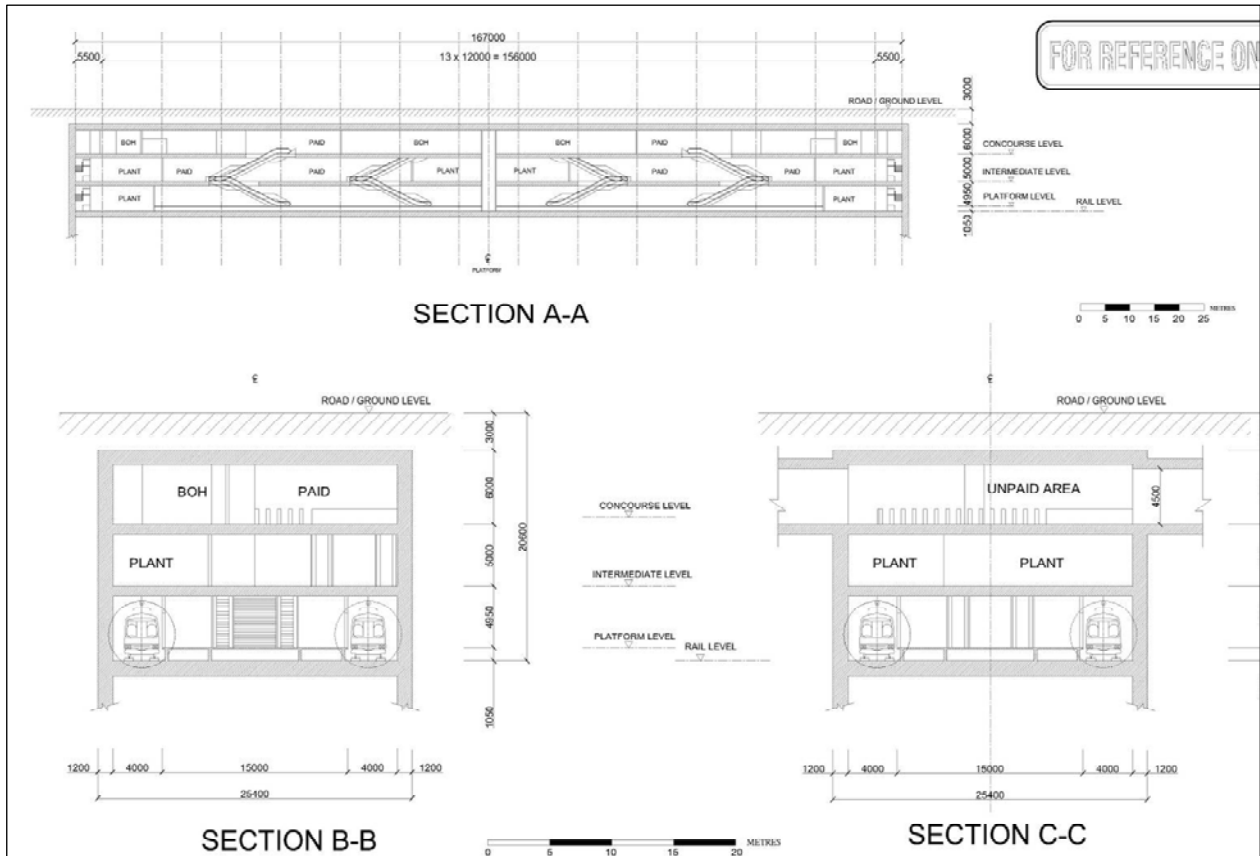 167000
5500
13 x 12000 = 156000
5500
FOR REFERENCE ON
ROAD / GROUND LEVEL
3000
BOH
PAID
BOH
BOH
PAID
BOH
6000
CONCOURSE LEVEL
PLANT
PAID
PAID
PLANT
PLANT
PAID
PAID
PLANT
5000
INTERMEDIATE LEVEL
PLANT
PLANT
4950
PLATFORM LEVEL
RAIL LEVEL
1050
PLATFORM
SECTION A-A
METRES
0 5 10 15 20 25
ROAD / GROUND LEVEL
3000
BOH
PAID
6000
CONCOURSE LEVEL
20600
PLANT
5000
INTERMEDIATE LEVEL
4950
PLATFORM LEVEL
RAIL LEVEL
1050
1200 4000 15000 4000 1200
25400
SECTION B-B
METRES
0 5 10 15 20
ROAD / GROUND LEVEL
UNPAID AREA
4500
PLANT
PLANT
1200 4000 15000 4000 1200
25400
SECTION C-C